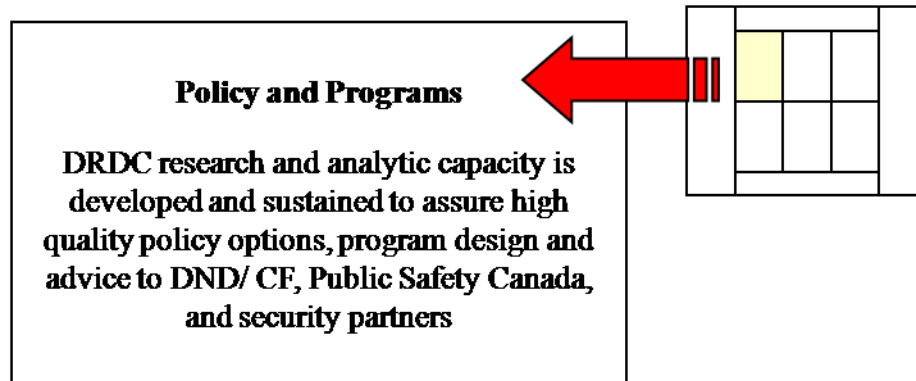 Policy and Programs
DRDC research and analytic capacity is
developed and sustained to assure high
quality policy options, program design and
advice to DND/ CF, Public Safety Canada,
and security partners